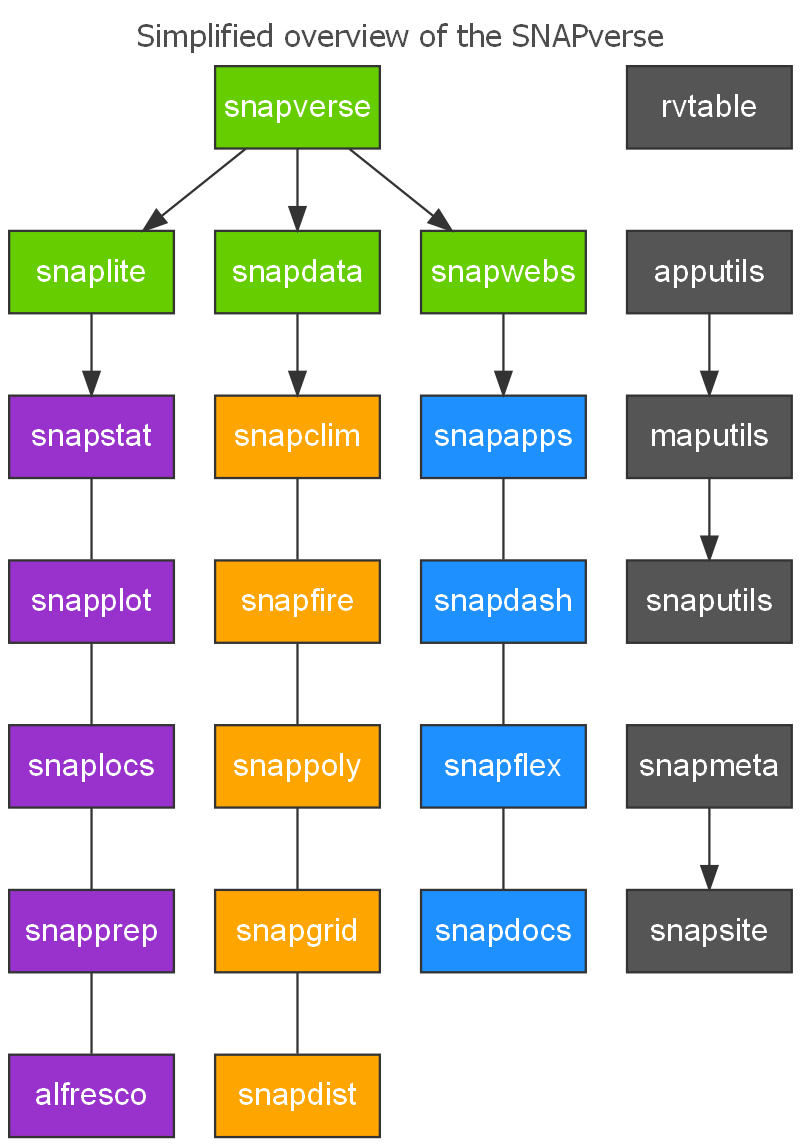 Simplified overview of the SNAPverse
snapverse
rvtable
snaplite
snapdata
snapwebs
apputils
snapstat
snapclim
snapapps
maputils
snapplot
snapfire
snapdash
snaputils
snaplocs
snappoly
snapflex
snapmeta
snapprep
snapgrid
snapdocs
snapsite
alfresco
snapdist